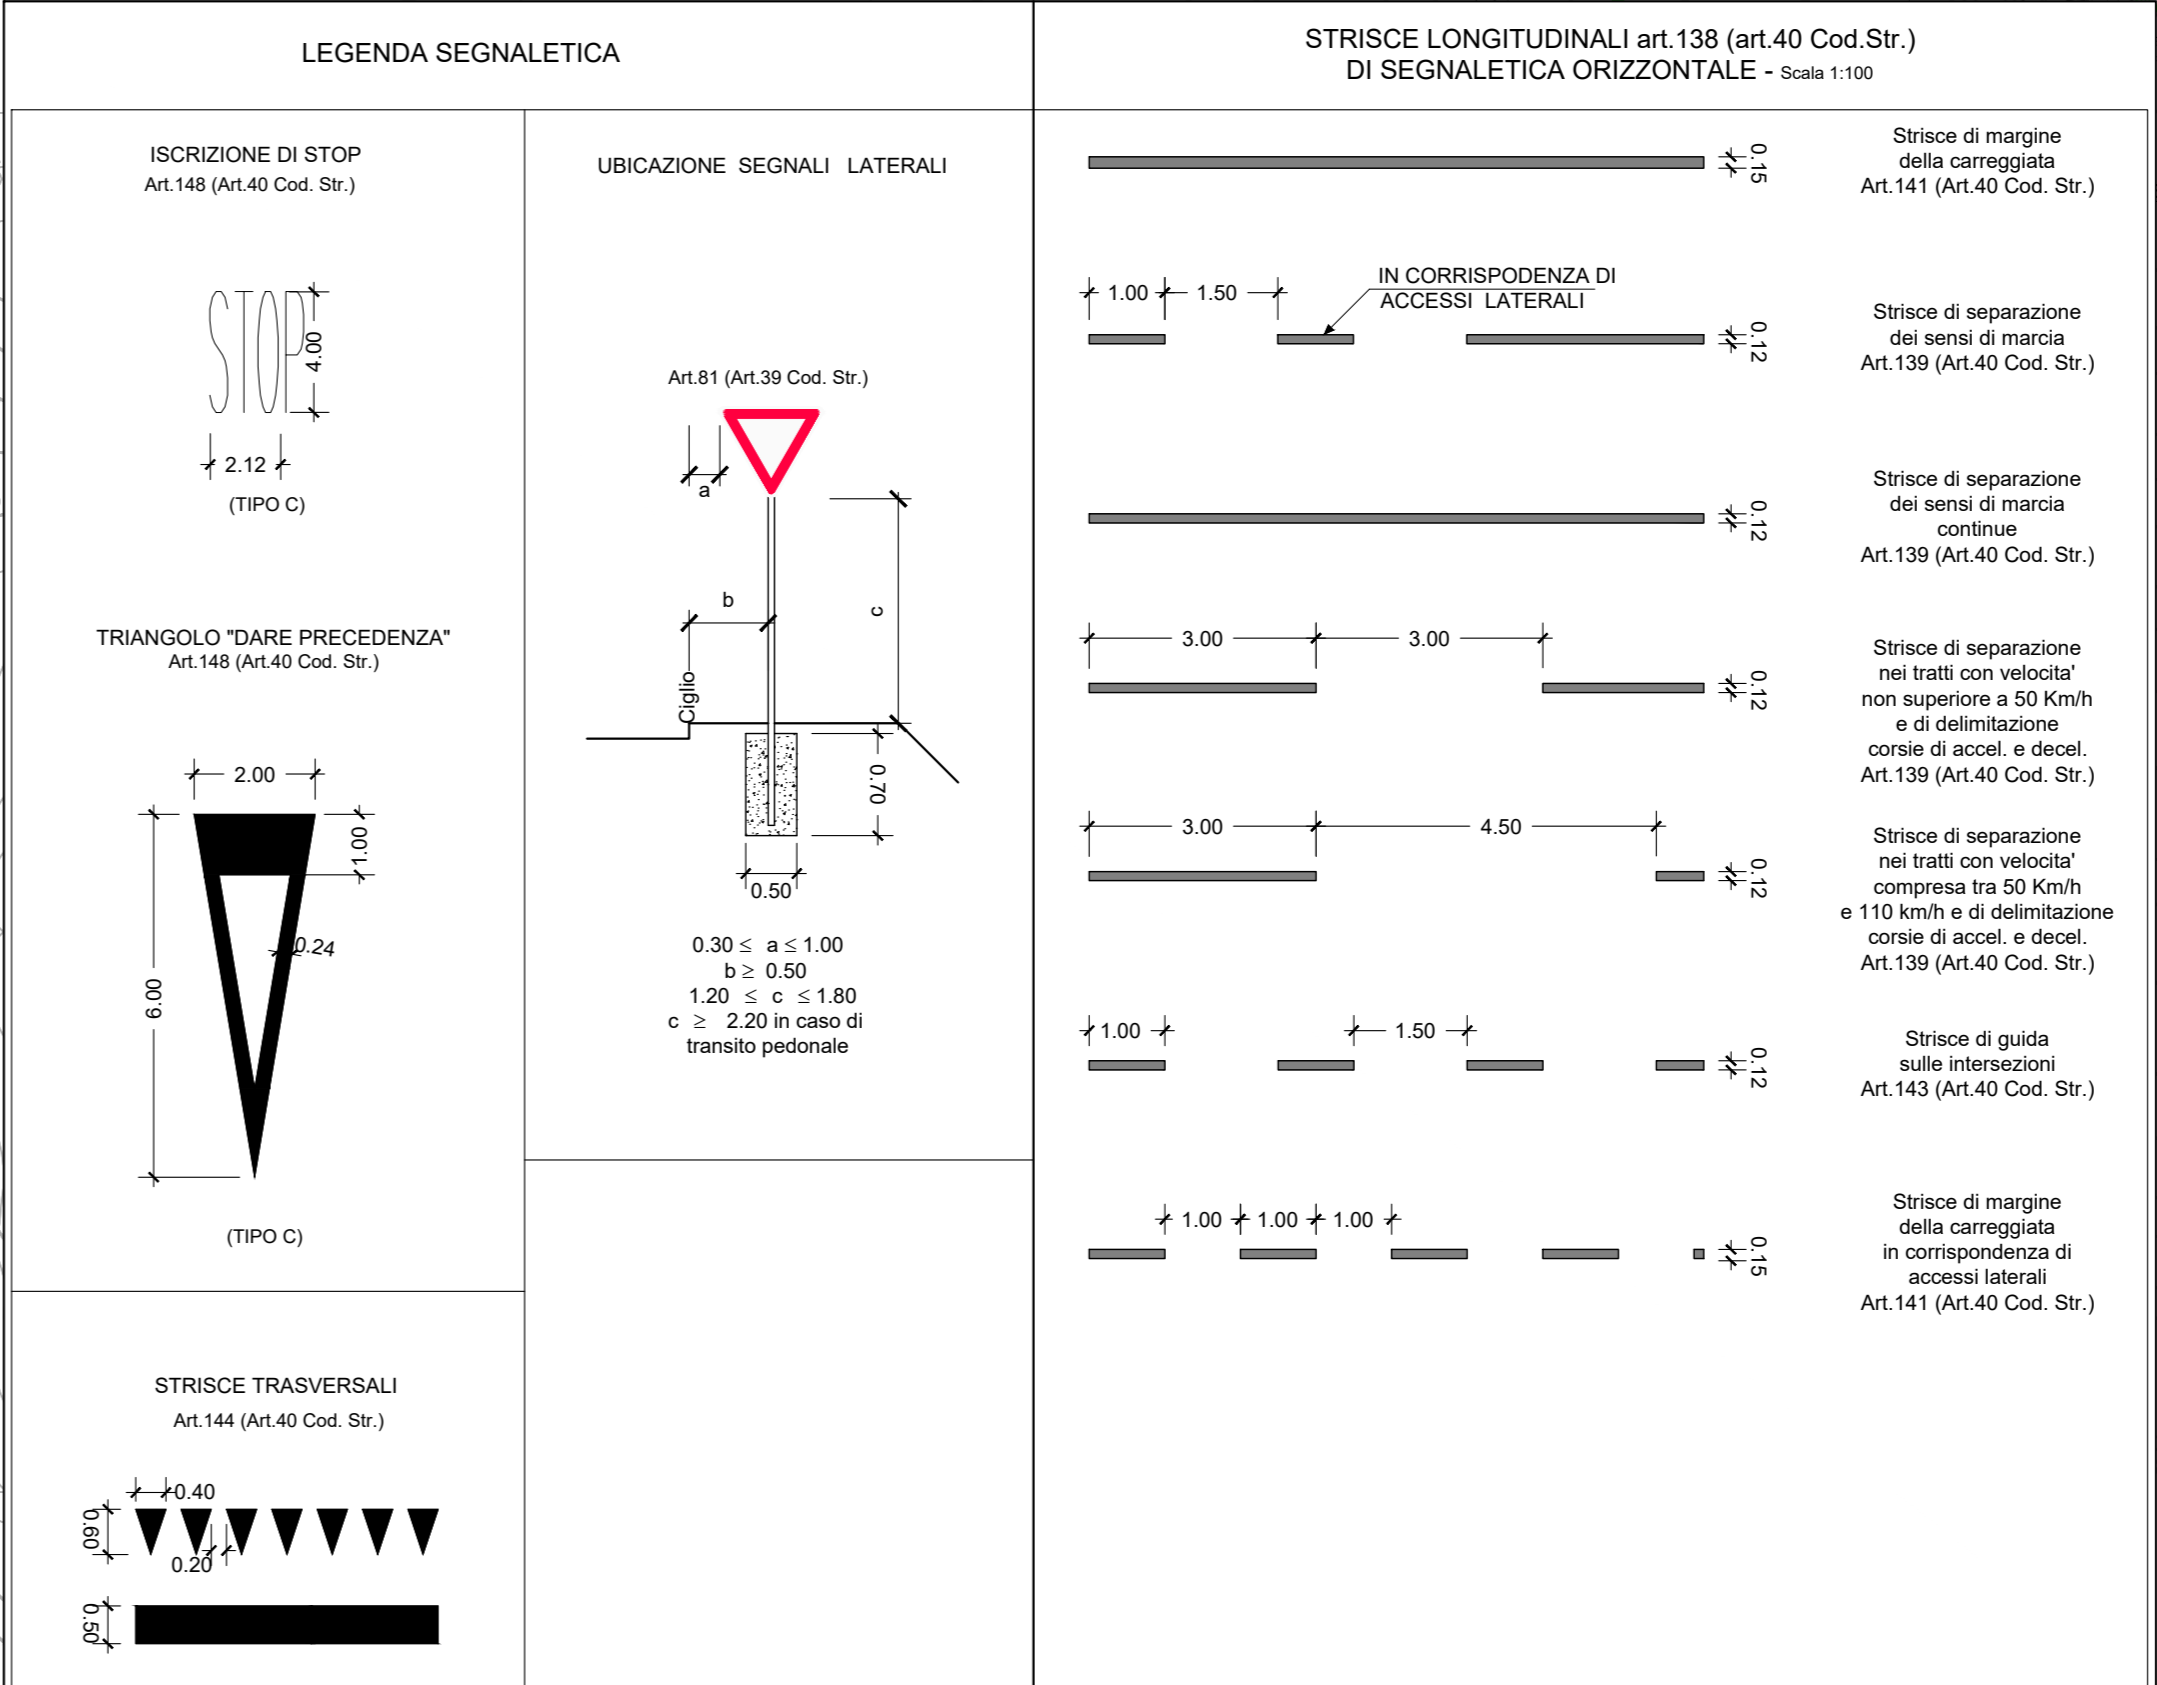 LEGENDA SEGNALETICA
STRISCE LONGITUDINALI art.138 (art.40 Cod.Str.)
DI SEGNALETICA ORIZZONTALE - Scala 1:100
ISCRIZIONE DI STOP
Art.148 (Art.40 Cod. Str.)
STOP
4.00
2.12
(TIPO C)
TRIANGOLO "DARE PRECEDENZA"
Art.148 (Art.40 Cod. Str.)
2.00
1.00
0.24
6.00
(TIPO C)
STRISCE TRASVERSALI
Art.144 (Art.40 Cod. Str.)
0.40
0.60
0.20
0.50
UBICAZIONE SEGNALI LATERALI
Art.81 (Art.39 Cod. Str.)
a
b
c
Ciglio
0.70
0.50
0.30 ≤ a ≤ 1.00
b ≥ 0.50
1.20 ≤ c ≤ 1.80
c ≥ 2.20 in caso di
transito pedonale
0.15
Strisce di margine
della carreggiata
Art.141 (Art.40 Cod. Str.)
1.00 1.50
IN CORRISPODENZA DI
ACCESSI LATERALI
0.12
Strisce di separazione
dei sensi di marcia
Art.139 (Art.40 Cod. Str.)
0.12
Strisce di separazione
dei sensi di marcia
continue
Art.139 (Art.40 Cod. Str.)
3.00 3.00
0.12
Strisce di separazione
nei tratti con velocita'
non superiore a 50 Km/h
e di delimitazione
corsie di accel. e decel.
Art.139 (Art.40 Cod. Str.)
3.00 4.50
0.12
Strisce di separazione
nei tratti con velocita'
compresa tra 50 Km/h
e 110 km/h e di delimitazione
corsie di accel. e decel.
Art.139 (Art.40 Cod. Str.)
1.00 1.50
0.12
Strisce di guida
sulle intersezioni
Art.143 (Art.40 Cod. Str.)
1.00 1.00 1.00
0.15
Strisce di margine
della carreggiata
in corrispondenza di
accessi laterali
Art.141 (Art.40 Cod. Str.)